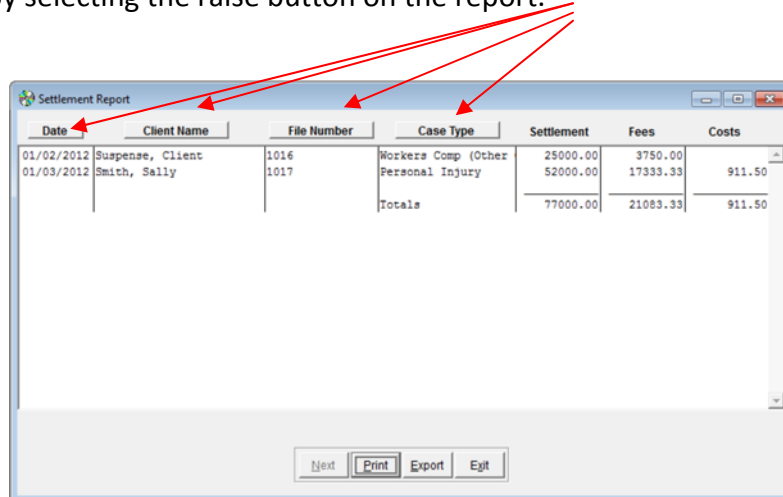 by selecting the raise button on the report.
Settlement Report
Date Client Name File Number Case Type Settlement Fees Costs
01/02/2012 Suspense, Client 1016 Workers Comp (Other 25000.00 3750.00
01/03/2012 Smith, Sally 1017 Personal Injury 52000.00 17333.33 911.50
Totals 77000.00 21083.33 911.50
Next Print Export Exit